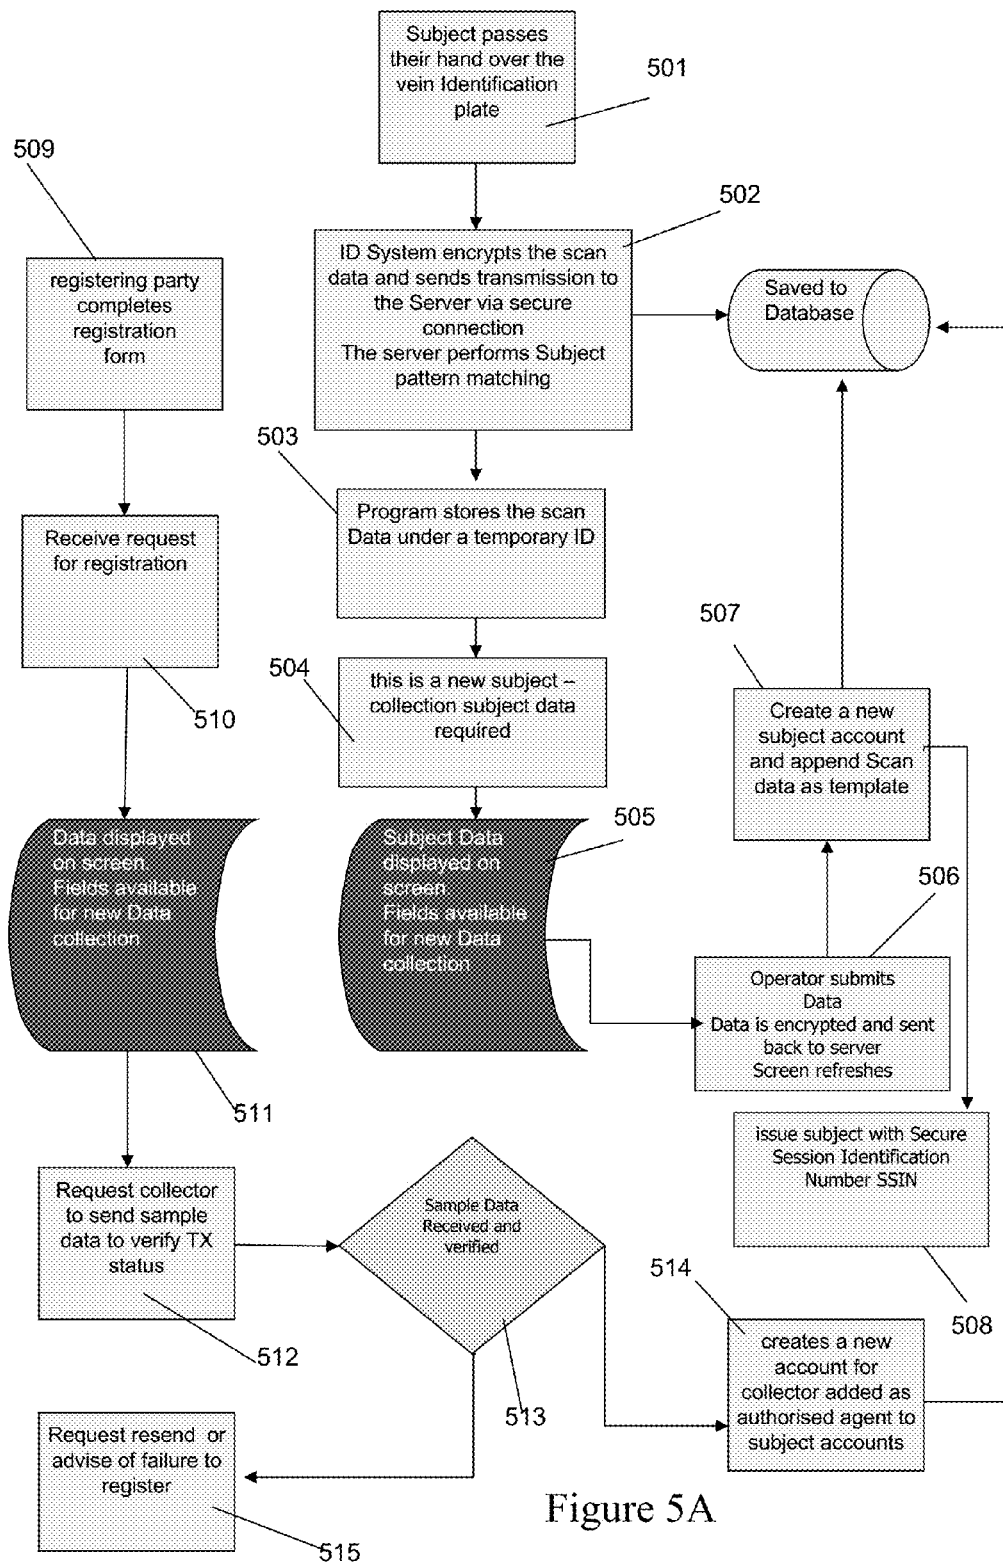 Subject passes
their hand over the
vein Identification
plate
501
509
502
registering party
completes
registration
form
ID System encrypts the scan
data and sends transmission to
the Server via secure
connection
The server performs Subject
pattern matching
Saved to
Database
503
Program stores the scan
Data under a temporary ID
Receive request
for registration
510
504
this is a new subject –
collection subject data
required
507
Create a new
subject account
and append Scan
data as template
Data displayed
on screen.
Fields available
for new Data
collection
511
Subject Data
displayed on
screen
Fields available
for new Data
collection
505
506
Operator submits
Data
Data is encrypted and sent
back to server
Screen refreshes
issue subject with Secure
Session Identification
Number SSIN
508
Request collector
to send sample
data to verify TX
status
512
Sample Data
Received and
verified
513
514
creates a new
account for
collector added as
authorised agent to
subject accounts
Request resend or
advise of failure to
register
515
Figure 5A